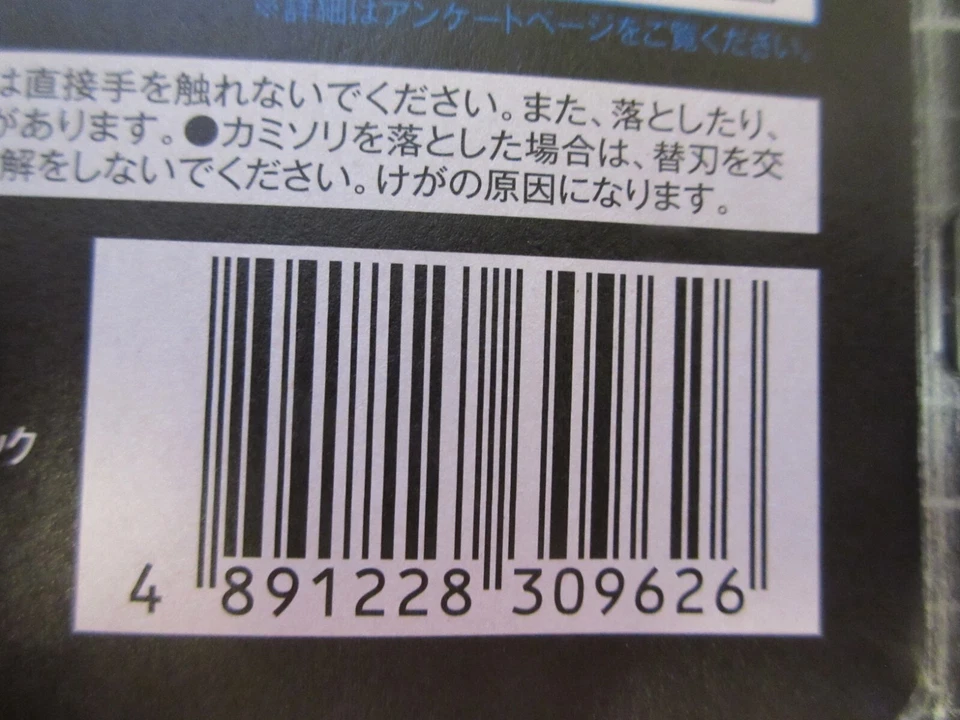 ※詳細はアンケートページをご覧ください。
は直接手を触れないでください。また、落としたり、
があります。●カミソリを落とした場合は、替刃を交
解をしないでください。けがの原因になります。
ック
4 891228 309626